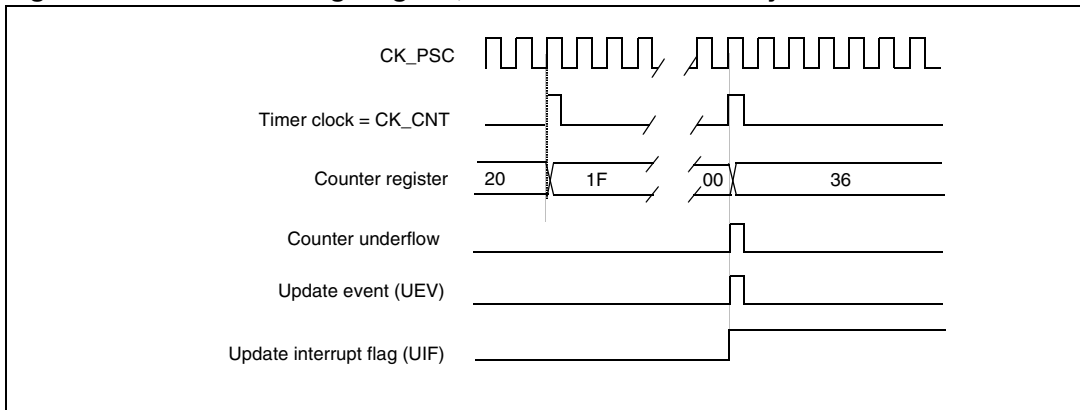 CK_PSC
Timer clock = CK_CNT
Counter register 20 1F 00 36
Counter underflow
Update event (UEV)
Update interrupt flag (UIF)